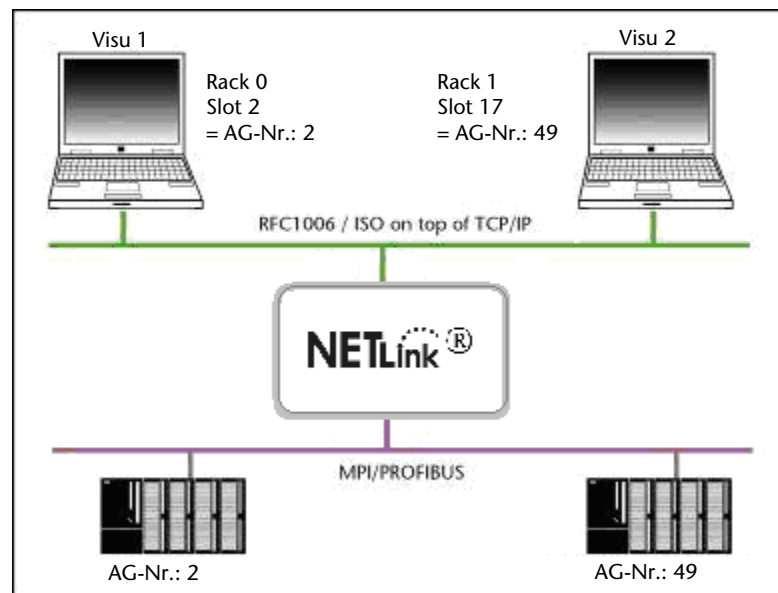 Visu 1
Visu 2
Rack 0
Slot 2
= AG-Nr.: 2
Rack 1
Slot 17
= AG-Nr.: 49
RFC1006 / ISO on top of TCP/IP
NETLink ®
MPI/PROFIBUS
AG-Nr.: 2
AG-Nr.: 49